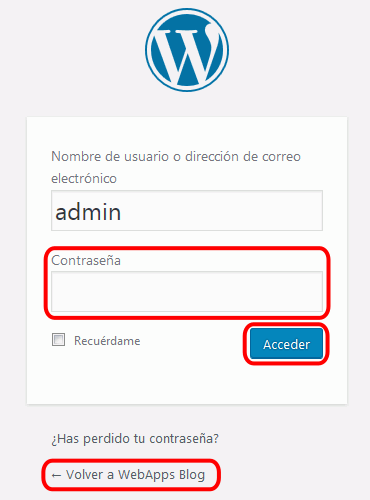 Nombre de usuario o dirección de correo
electrónico
admin
Contraseña
Recuérdame
Acceder
¿Has perdido tu contraseña?
← Volver a WebApps Blog